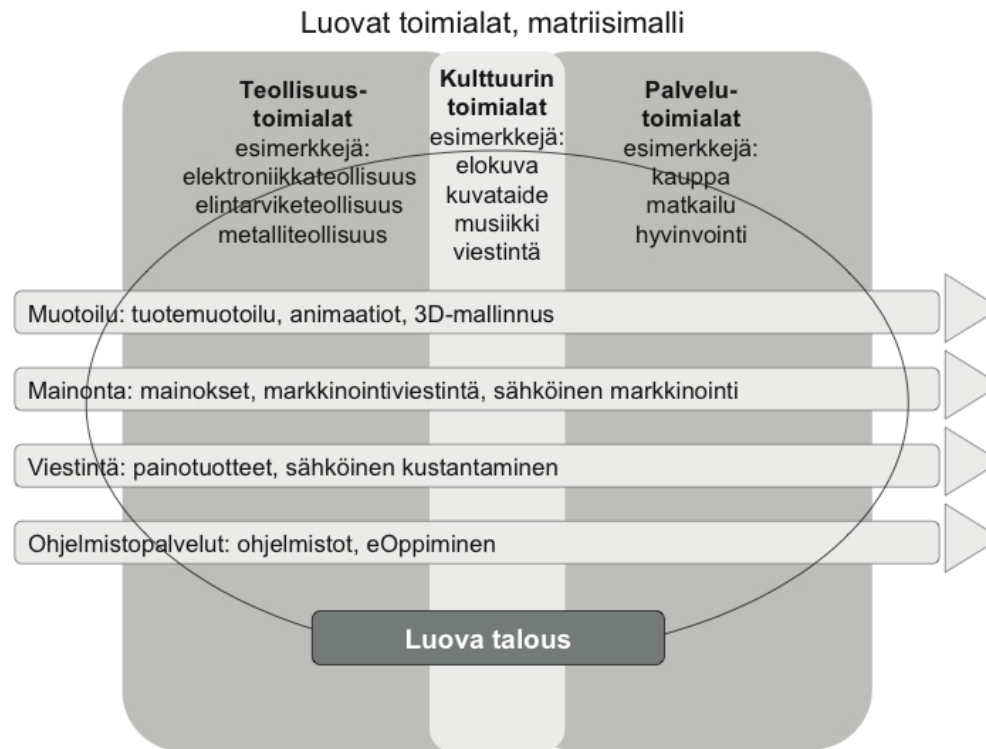 Luovat toimialat, matriisimalli
Teollisuus-
toimialat
esimerkkejä:
elektroniikkateollisuus
elintarviketeollisuus
metalliteollisuus
Kulttuurin
toimialat
esimerkkejä:
elokuva
kuvataide
musiikki
viestintä
Palvelu-
toimialat
esimerkkejä:
kauppa
matkailu
hyvinvointi
Muotoilu: tuotemuotoilu, animaatiot, 3D-mallinnus
Mainonta: mainokset, markkinointiviestintä, sähköinen markkinointi
Viestintä: painotuotteet, sähköinen kustantaminen
Ohjelmistopalvelut: ohjelmistot, eOppiminen
Luova talous